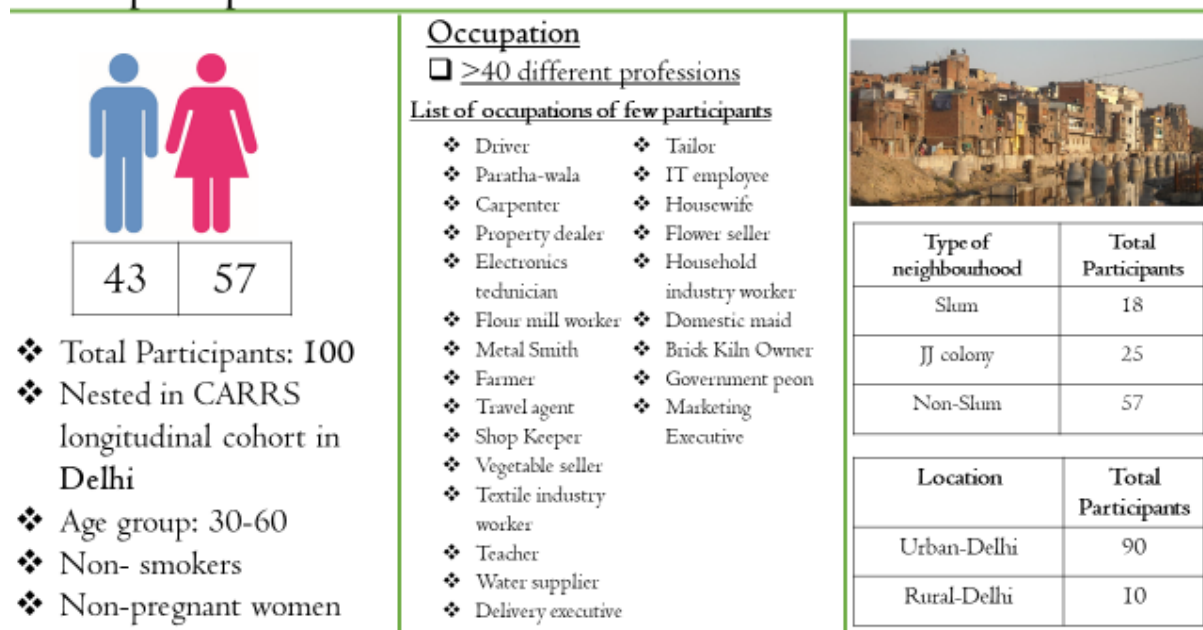 43 57
❖ Total Participants: 100
❖ Nested in CARRS
longitudinal cohort in
Delhi
❖ Age group: 30-60
❖ Non- smokers
❖ Non-pregnant women
Occupation
❑ >40 different professions
List of occupations of few participants
❖ Driver
❖ Paratha-wala
❖ Carpenter
❖ Property dealer
❖ Electronics
technician
❖ Flour mill worker
❖ Metal Smith
❖ Farmer
❖ Travel agent
❖ Shop Keeper
❖ Vegetable seller
❖ Textile industry
worker
❖ Teacher
❖ Water supplier
❖ Delivery executive
❖ Tailor
❖ IT employee
❖ Housewife
❖ Flower seller
❖ Household
industry worker
❖ Domestic maid
❖ Brick Kiln Owner
❖ Government peon
❖ Marketing
Executive
Type of neighbourhood Total Participants
Slum 18
JJ colony 25
Non-Slum 57
Location Total Participants
Urban-Delhi 90
Rural-Delhi 10